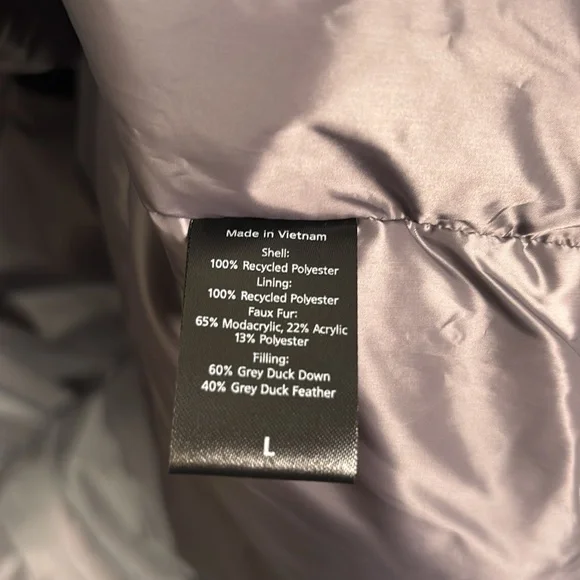 Made in Vietnam
Shell:
100% Recycled Polyester
Lining:
100% Recycled Polyester
Faux Fur:
65% Modacrylic, 22% Acrylic
13% Polyester
Filling:
60% Grey Duck Down
40% Grey Duck Feather
L